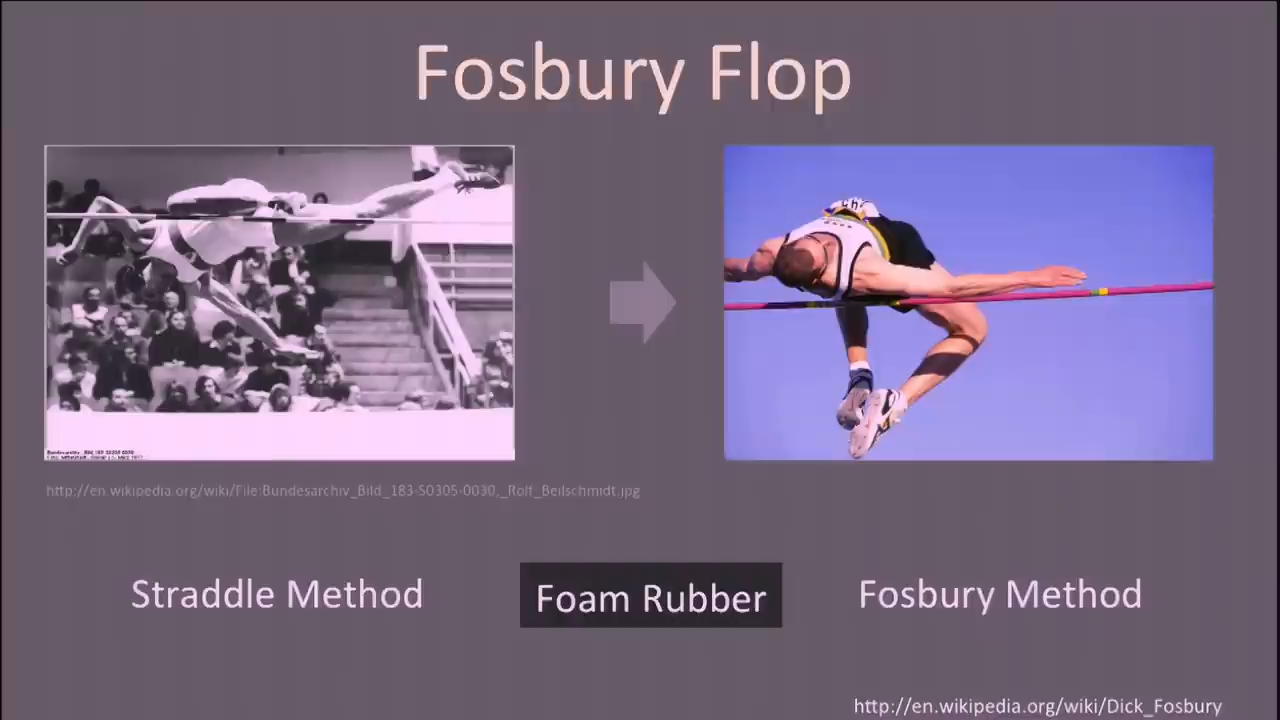 Fosbury Flop
http://en.wikipedia.org/wiki/File:Bundesarchiv_Bild_183-S0305-0030,_Rolf_Beilschmidt.jpg
Straddle Method
Foam Rubber
Fosbury Method
http://en.wikipedia.org/wiki/Dick_Fosbury